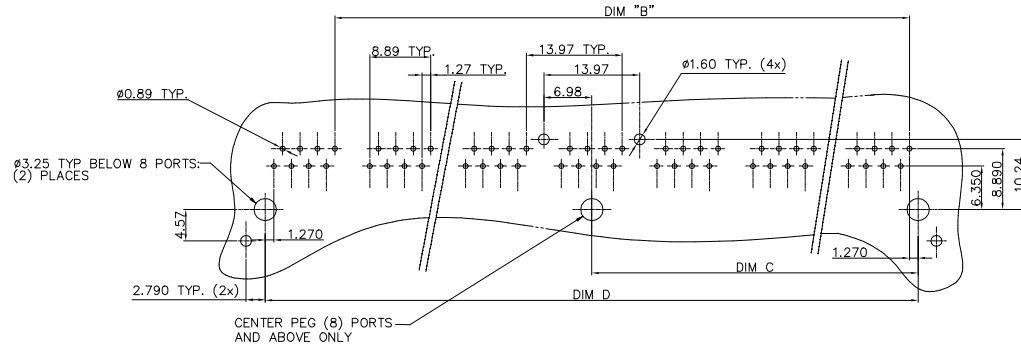 DIM "B"
8.89 TYP.
13.97 TYP.
13.97
ø1.60 TYP. (4x)
1.27 TYP.
6.98
ø0.89 TYP.
ø3.25 TYP BELOW 8 PORTS.
(2) PLACES
4.57
1.270
6.350
8.890
10.24
1.270
DIM C
2.790 TYP. (2x)
DIM D
CENTER PEG (8) PORTS
AND ABOVE ONLY